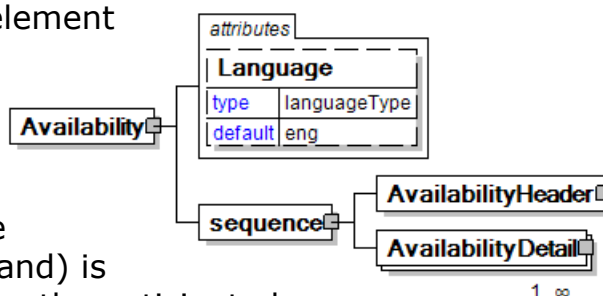 element
attributes
Language
type languageType
default eng
Availability
AvailabilityHeader
sequence
AvailabilityDetail
and) is
1 ∞